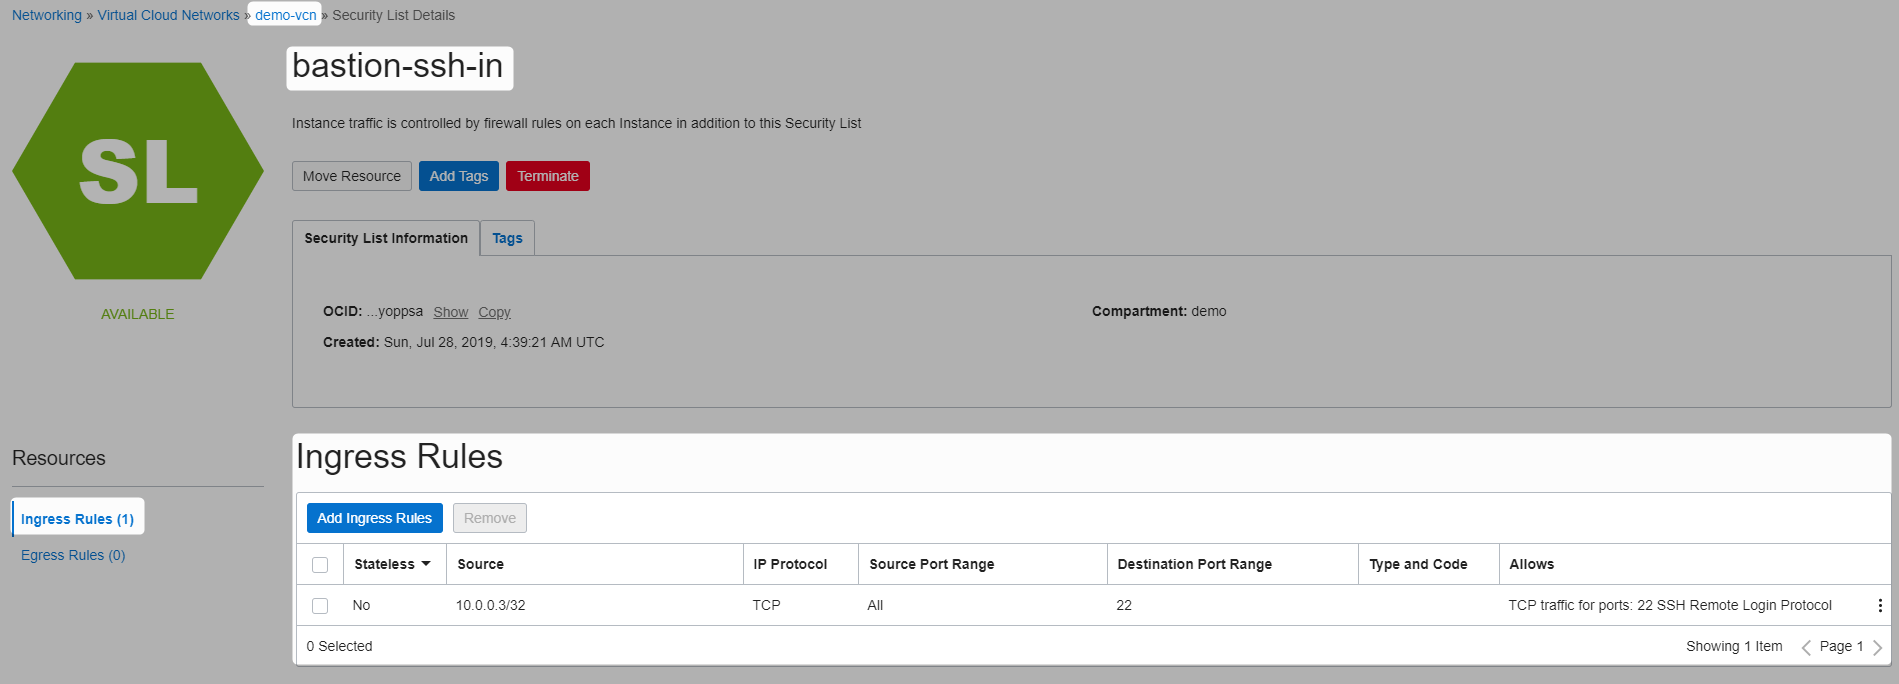 Networking » Virtual Cloud Networks » demo-vcn » Security List Details
SL
AVAILABLE
bastion-ssh-in
Instance traffic is controlled by firewall rules on each Instance in addition to this Security List
Move Resource Add Tags Terminate
Security List Information Tags
OCID: ...yoppsa Show Copy
Compartment: demo
Created: Sun, Jul 28, 2019, 4:39:21 AM UTC
Resources
Ingress Rules (1)
Egress Rules (0)
Ingress Rules
Add Ingress Rules Remove
Stateless Source IP Protocol Source Port Range Destination Port Range Type and Code Allows
No 10.0.0.3/32 TCP All 22 TCP traffic for ports: 22 SSH Remote Login Protocol
0 Selected Showing 1 Item Page 1